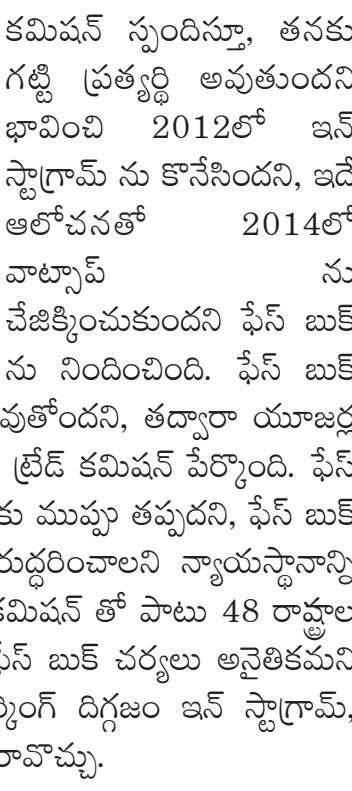 కమిషన్ స్పందిస్తూ, తనకు
గట్టి ప్రత్యర్థి అవుతుందని
భావించి 2012లో ఇన్
స్టాగ్రామ్ ను కొనేసిందని, ఇదే
ఆలోచనతో 2014లో
వాట్సాప్ ను
చేజిక్కించుకుందని ఫేస్ బుక్
ను నిందించింది. ఫేస్ బుక్
వుతోందని, తద్వారా యూజర్ల
ట్రేడ్ కమిషన్ పేర్కొంది. ఫేస్
కు ముప్పు తప్పదని, ఫేస్ బుక్
రుద్ధరించాలని న్యాయస్థానాన్ని
కమిషన్ తో పాటు 48 రాష్ట్రాల
ఫేస్ బుక్ చర్యలు అనైతికమని
ర్కింగ్ దిగ్గజం ఇన్ స్టాగ్రామ్,
రావొచ్చు.